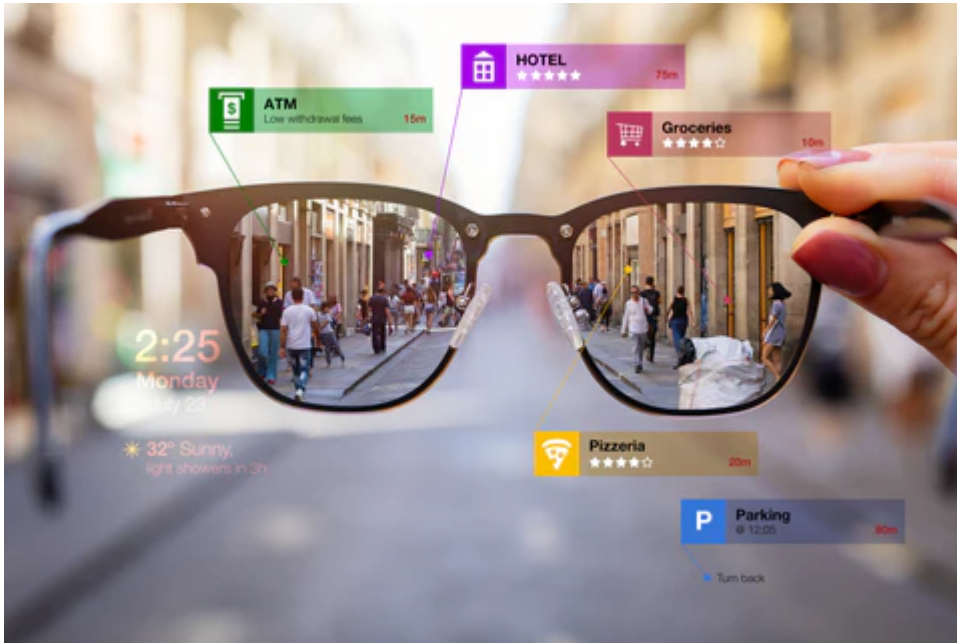 HOTEL
75m
ATM
Low withdrawal fees
15m
$
Groceries
10m
2:25
Monday
July 23
32° Sunny,
light showers in 3h
Pizzeria
20m
P
Parking
@ 12:05
80m
Turn back